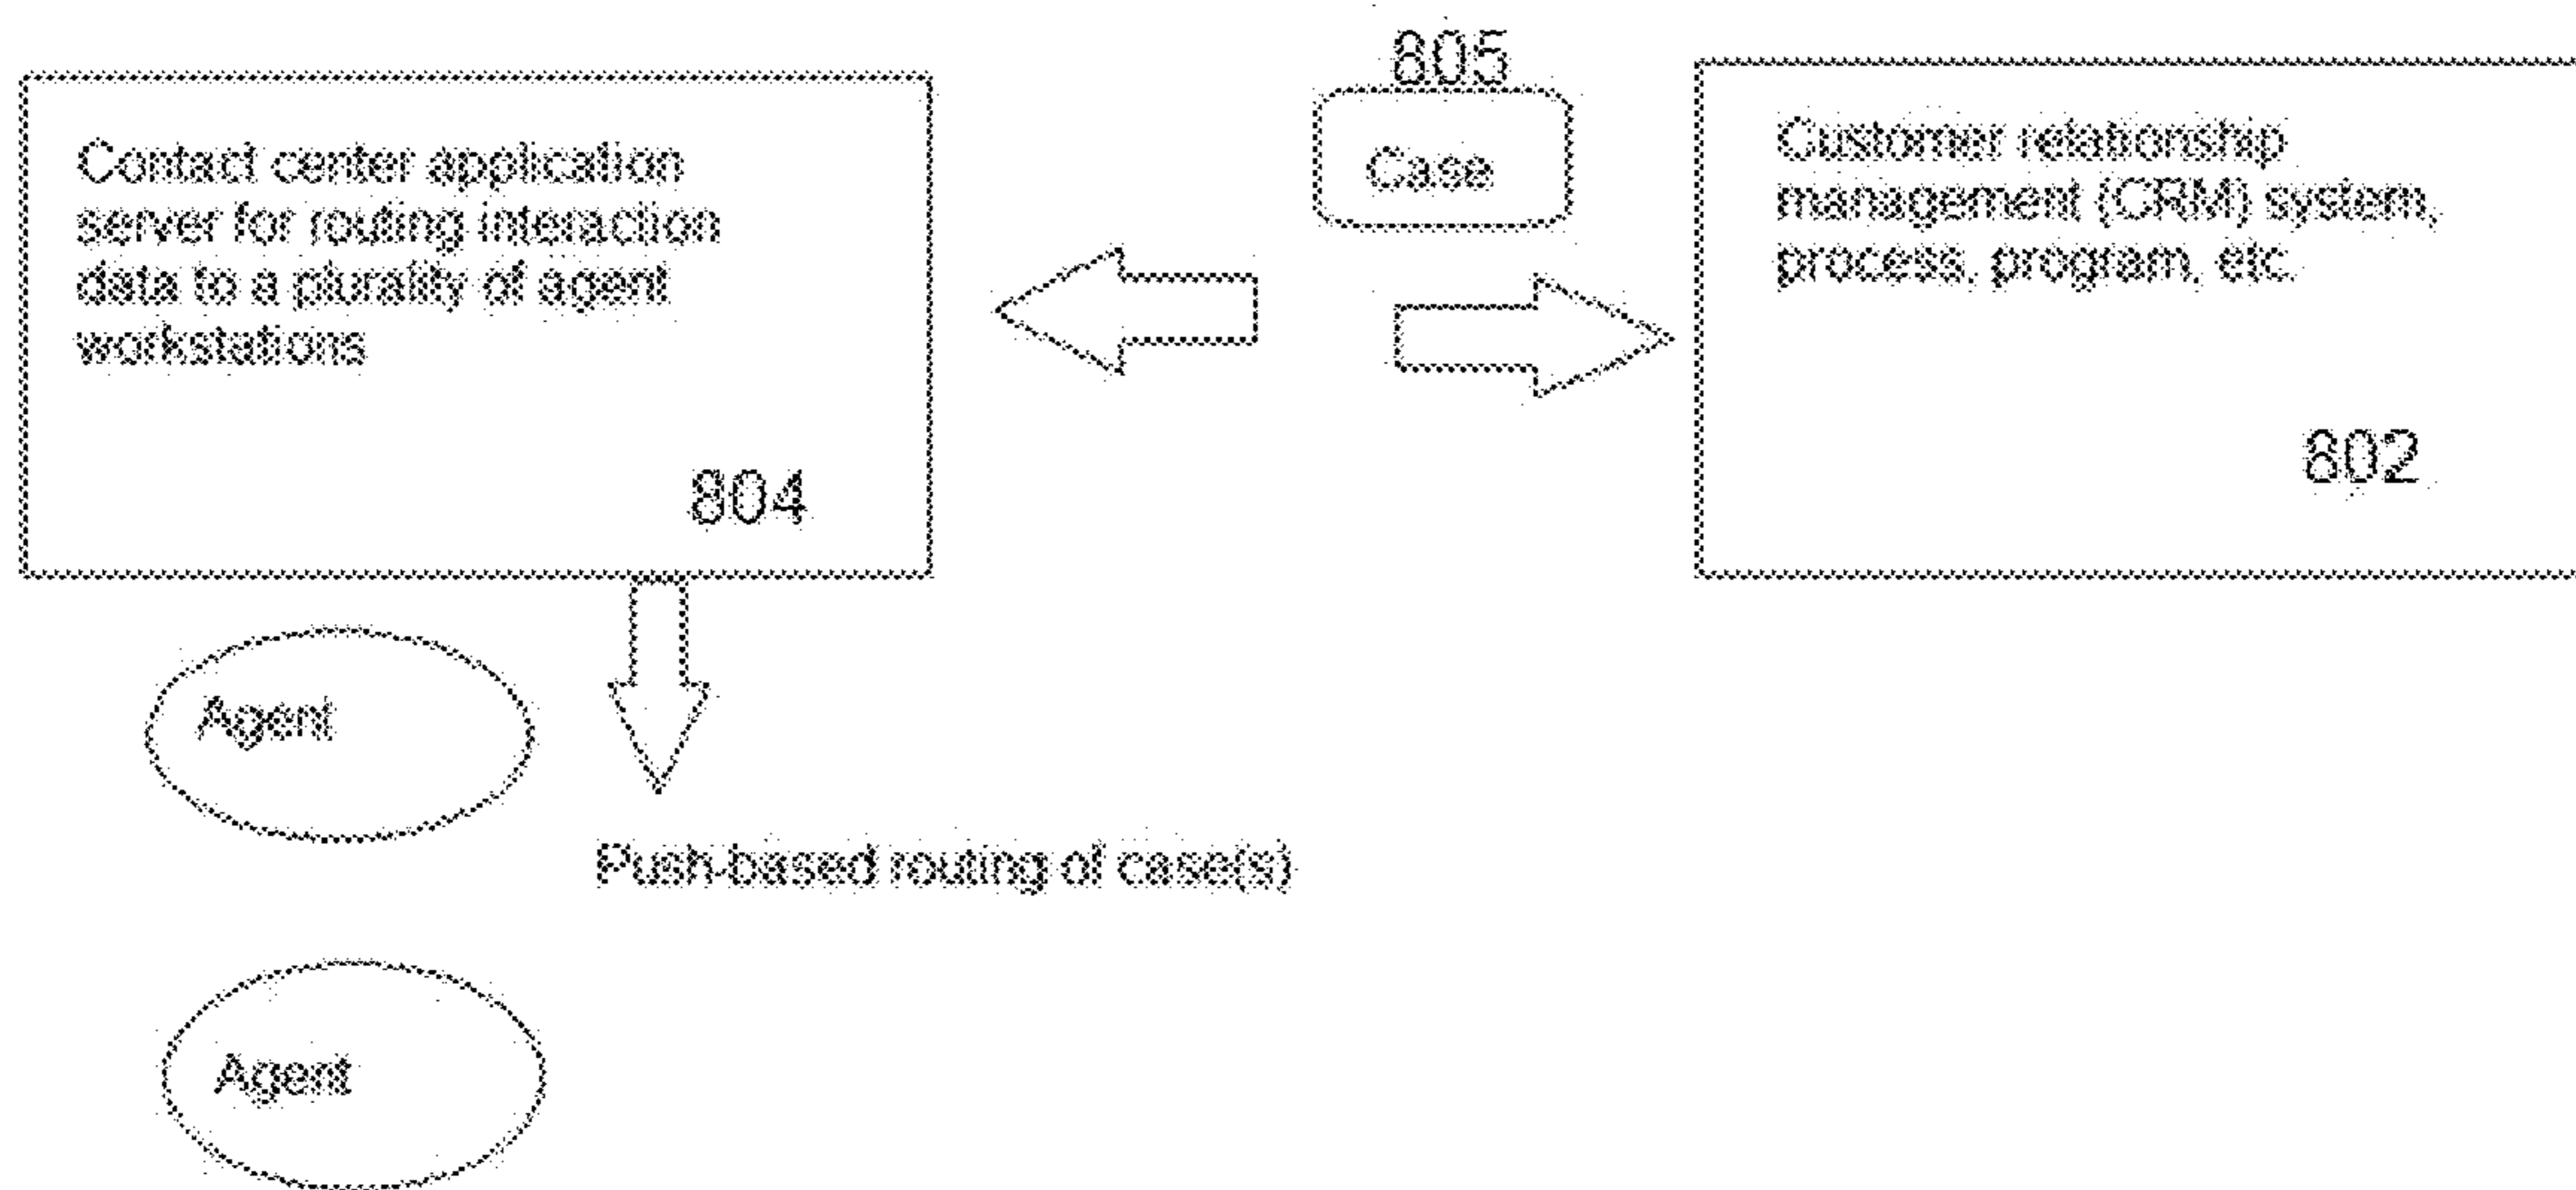 Contact center application
server for routing interaction
data to a plurality of agent
workstations
804
805
Case
Customer relationship
management (CRM) system,
process, program, etc.
802
Agent
Push-based routing of case(s)
Agent